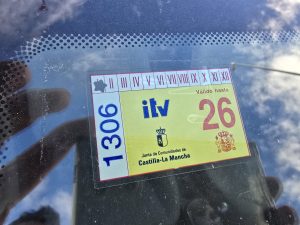 II III IV V VI VII VIII IX X XI XII
1306
itv
Válido hasta
26
Junta de Comunidades de
Castilla-La Mancha